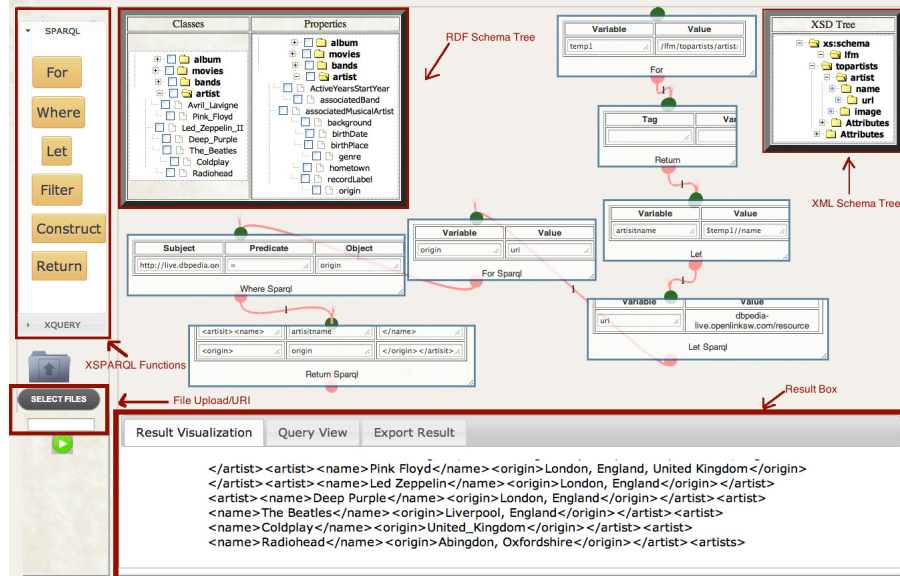 SPARQL
For
Where
Let
Filter
Construct
Return
XQUERY
XSPARQL Functions
SELECT FILES
File Upload/URI
Classes
album
movies
bands
artist
Avril_Lavigne
Pink_Floyd
Led_Zeppelin_II
Deep_Purple
The_Beatles
Coldplay
Radiohead
Properties
album
movies
bands
artist
ActiveYearsStartYear
associatedBand
associatedMusicalArtist
background
birthDate
birthPlace
genre
hometown
recordLabel
origin
RDF Schema Tree
Variable Value
temp1 /lfm/topartists/artist
For
1
Tag
Return
1
Variable Value
artisitname $temp1//name
Let
1
Variable Value
uri dbpedia-
live.openlinksw.com/resource
Let Sparql
1
Variable Value
origin uri
For Sparql
Subject Predicate Object
http://live.dbpedia.or = origin
Where Sparql
1
<artist><name> artisitname </name>
<origin> origin </origin></artisit>
Return Sparql
XSD Tree
xs:schema
lfm
topartists
artist
name
url
image
Attributes
Attributes
XML Schema Tree
Result Box
Result Visualization Query View Export Result
</artist><artist><name>Pink Floyd</name><origin>London, England, United Kingdom</origin>
</artist><artist><name>Led Zeppelin</name><origin>London, England</origin></artist>
<artist><name>Deep Purple</name><origin>London, England</origin></artist><artist>
<name>The Beatles</name><origin>Liverpool, England</origin></artist><artist>
<name>Coldplay</name><origin>United_Kingdom</origin></artist><artist>
<name>Radiohead</name><origin>Abingdon, Oxfordshire</origin></artist><artists>